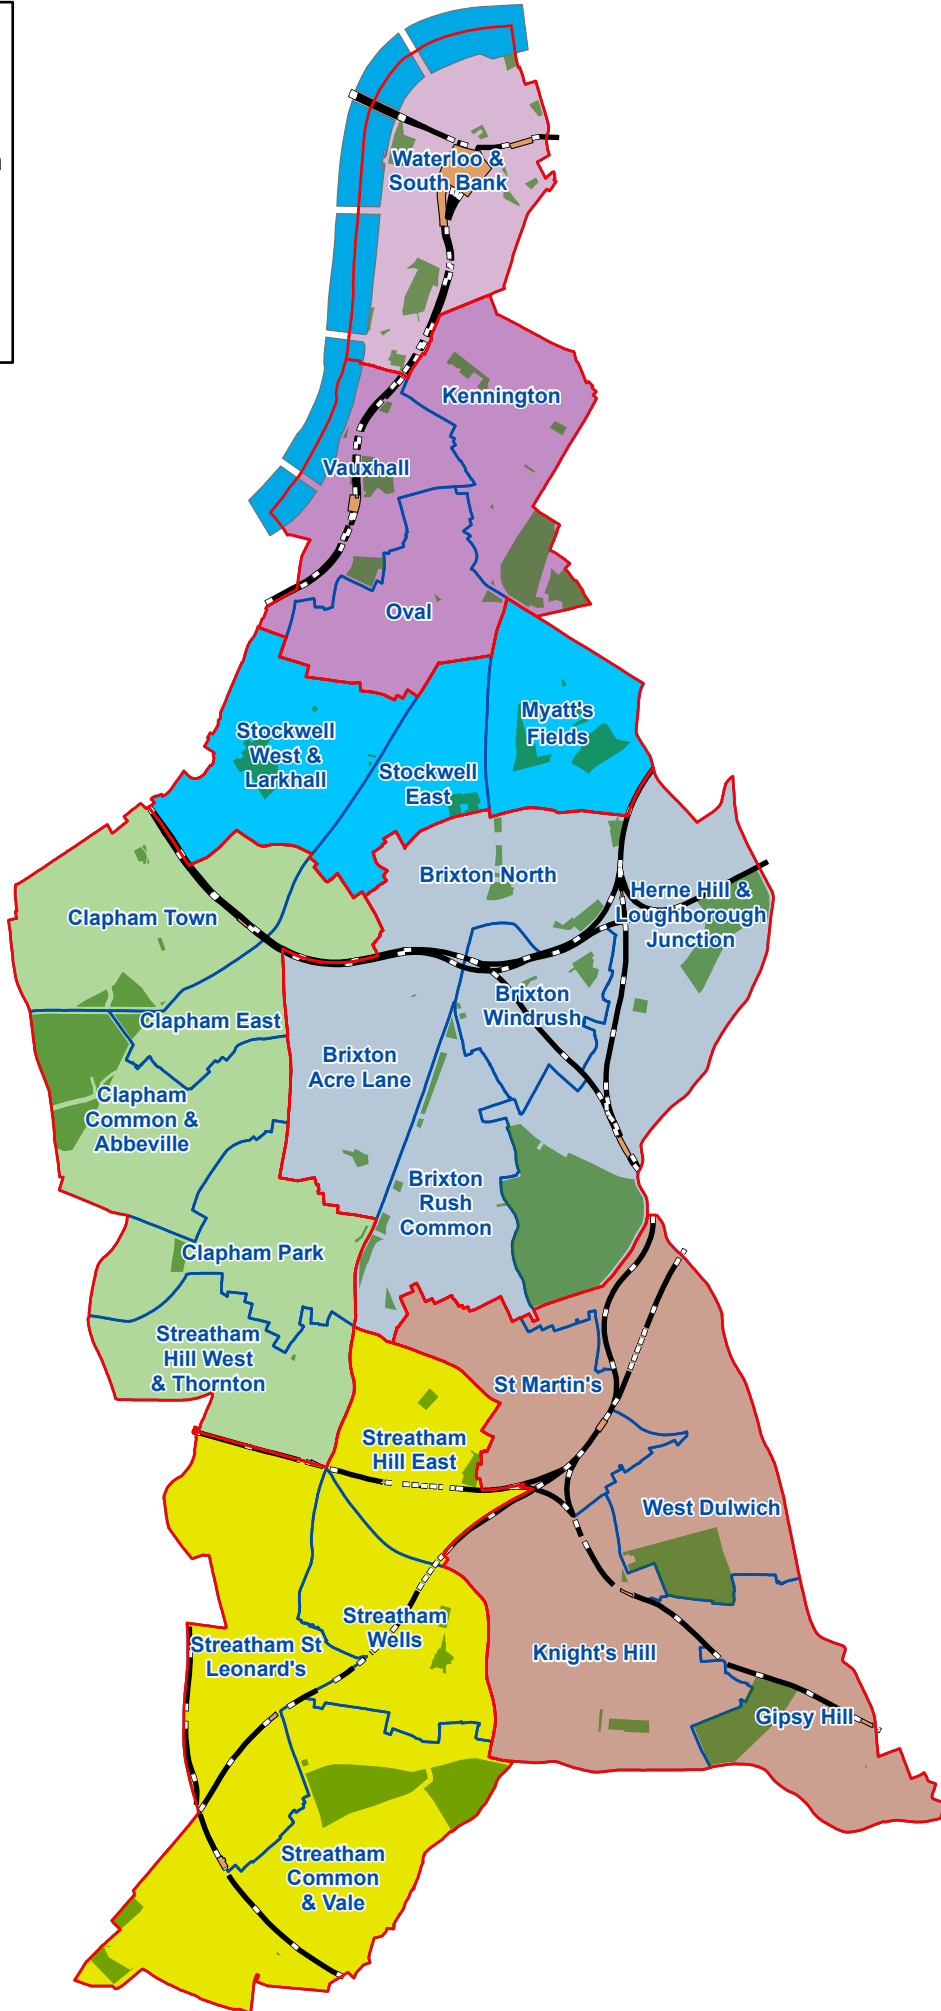 Waterloo &
South Bank
Kennington
Vauxhall
Oval
Myatt's
Fields
Stockwell
West &
Larkhall
Stockwell
East
Brixton North
Herne Hill &
Loughborough
Junction
Clapham Town
Brixton
Windrush
Clapham East
Brixton
Acre Lane
Clapham
Common &
Abbeville
Brixton
Rush
Common
Clapham Park
Streatham
Hill West
& Thornton
St Martin's
Streatham
Hill East
West Dulwich
Streatham
Wells
Streatham St
Leonard's
Knight's Hill
Gipsy Hill
Streatham
Common
& Vale